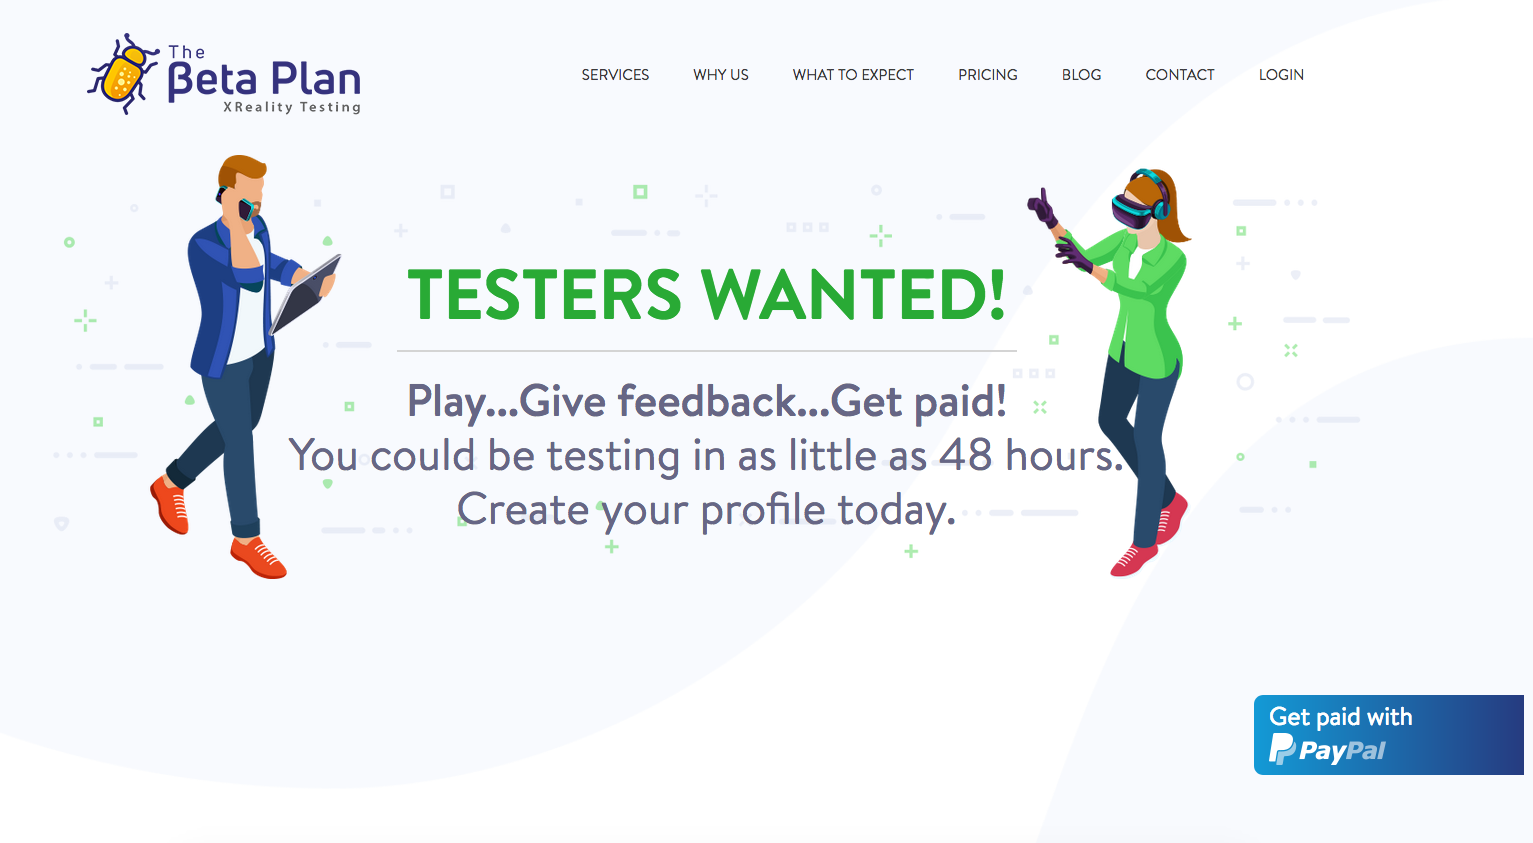 The
βeta Plan
XReality Testing
SERVICES WHY US WHAT TO EXPECT PRICING BLOG CONTACT LOGIN
TESTERS WANTED!
Play...Give feedback...Get paid!
You could be testing in as little as 48 hours.
Create your profile today.
Get paid with
PayPal